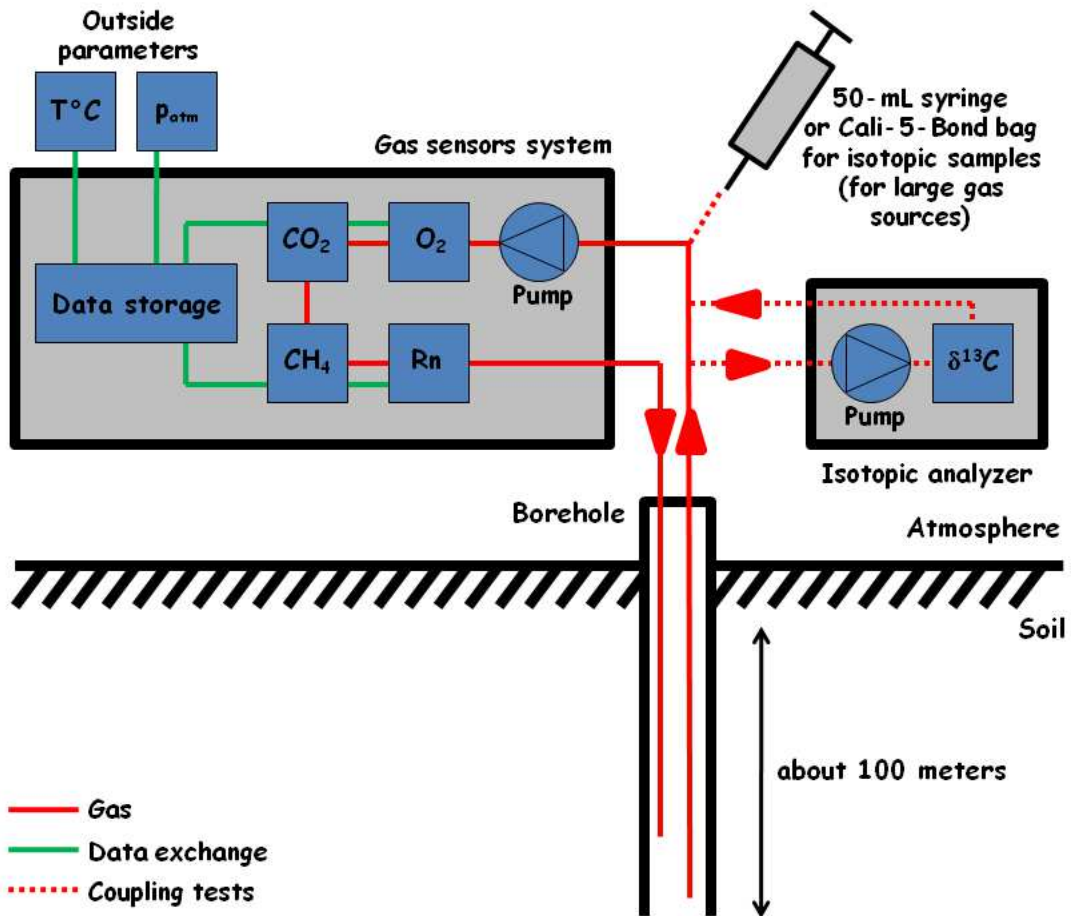 Outside
parameters
T°C
Patm
Gas sensors system
50-mL syringe
or Cali-5-Bond bag
for isotopic samples
(for large gas
sources)
CO₂
O₂
Pump
Data storage
CH₄
Rn
δ¹³C
Pump
Isotopic analyzer
Borehole
Atmosphere
Soil
about 100 meters
Gas
Data exchange
Coupling tests